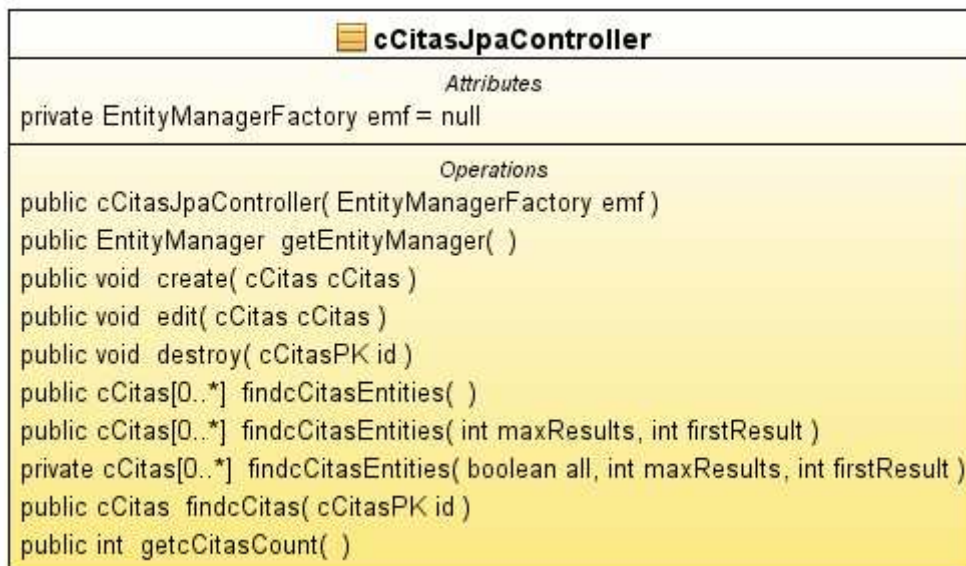 cCitasJpaController
Attributes
private EntityManagerFactory emf = null
Operations
public cCitasJpaController( EntityManagerFactory emf )
public EntityManager getEntityManager( )
public void create( cCitas cCitas )
public void edit( cCitas cCitas )
public void destroy( cCitasPK id )
public cCitas[0..*] findcCitasEntities( )
public cCitas[0..*] findcCitasEntities( int maxResults, int firstResult )
private cCitas[0..*] findcCitasEntities( boolean all, int maxResults, int firstResult )
public cCitas findcCitas( cCitasPK id )
public int getcCitasCount( )